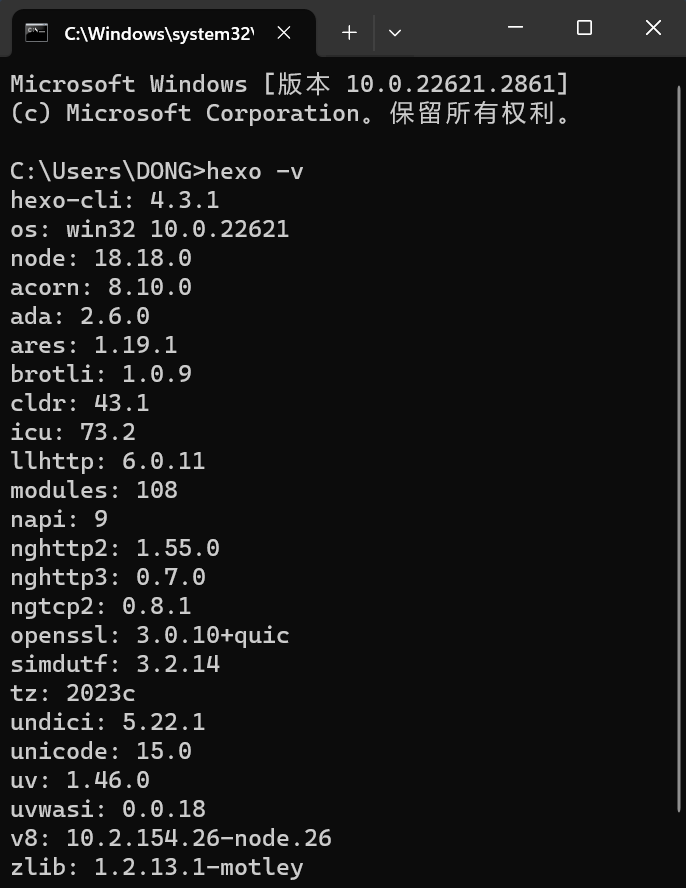 C:\Windows\system32\
Microsoft Windows [版本 10.0.22621.2861]
(c) Microsoft Corporation。保留所有权利。
C:\Users\DONG>hexo -v
hexo-cli: 4.3.1
os: win32 10.0.22621
node: 18.18.0
acorn: 8.10.0
ada: 2.6.0
ares: 1.19.1
brotli: 1.0.9
cldr: 43.1
icu: 73.2
llhttp: 6.0.11
modules: 108
napi: 9
nghttp2: 1.55.0
nghttp3: 0.7.0
ngtcp2: 0.8.1
openssl: 3.0.10+quic
simdutf: 3.2.14
tz: 2023c
undici: 5.22.1
unicode: 15.0
uv: 1.46.0
uvwasi: 0.0.18
v8: 10.2.154.26-node.26
zlib: 1.2.13.1-motley